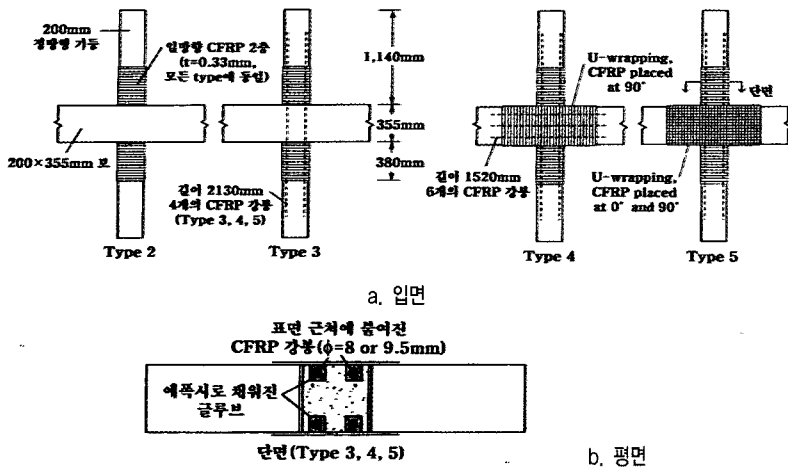 200mm
정방형 기둥
일방향 CFRP 2층
(t=0.33mm,
모든 type에 동일)
1,140mm
355mm
380mm
200×355mm 보
길이 2130mm
4개의 CFRP 강봉
(Type 3, 4, 5)
Type 2
Type 3
U-wrapping,
CFRP placed
at 90°
단면
길이 1520mm
6개의 CFRP 강봉
U-wrapping,
CFRP placed
at 0° and 90°
Type 4
Type 5
a. 입면
표면 근처에 붙여진
CFRP 강봉(ϕ=8 or 9.5mm)
에폭시로 채워진
글루브
단면(Type 3, 4, 5)
b. 평면